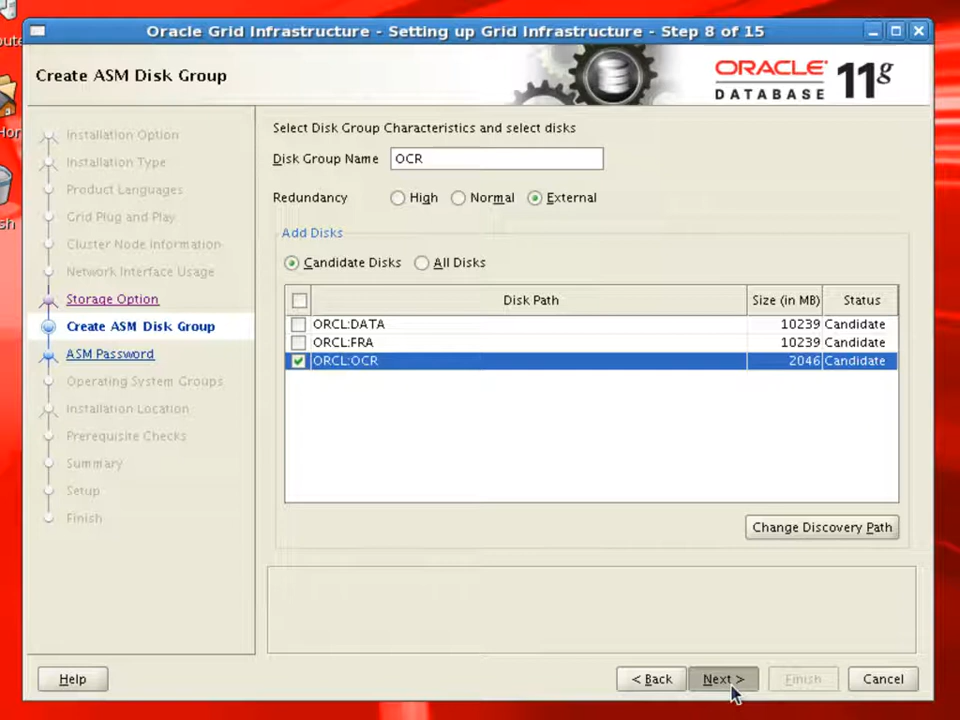 Oracle Grid Infrastructure - Setting up Grid Infrastructure - Step 8 of 15
Create ASM Disk Group
ORACLE
DATABASE 11g
Installation Option
Installation Type
Product Languages
Grid Plug and Play
Cluster Node Information
Network Interface Usage
Storage Option
Create ASM Disk Group
ASM Password
Operating System Groups
Installation Location
Prerequisite Checks
Summary
Setup
Finish
Select Disk Group Characteristics and select disks
Disk Group Name OCR
Redundancy High Normal External
Add Disks
Candidate Disks All Disks
Disk Path Size (in MB) Status
ORCL:DATA 10239 Candidate
ORCL:FRA 10239 Candidate
ORCL:OCR 2046 Candidate
Change Discovery Path
Help < Back Next > Finish Cancel